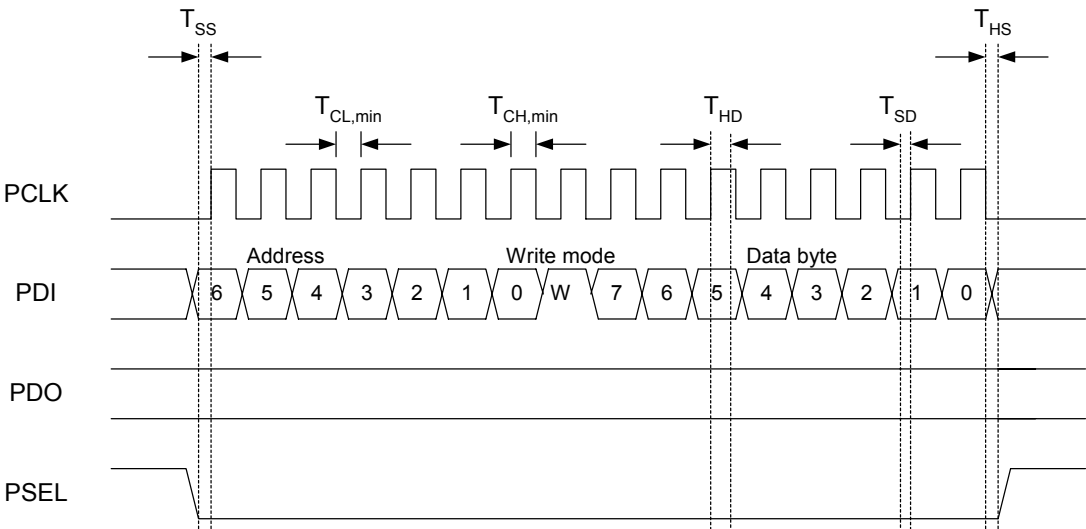 TSS THS
TCL,min TCH,min THD TSD
PCLK
Address Write mode Data byte
PDI 6 5 4 3 2 1 0 W 7 6 5 4 3 2 1 0
PDO
PSEL